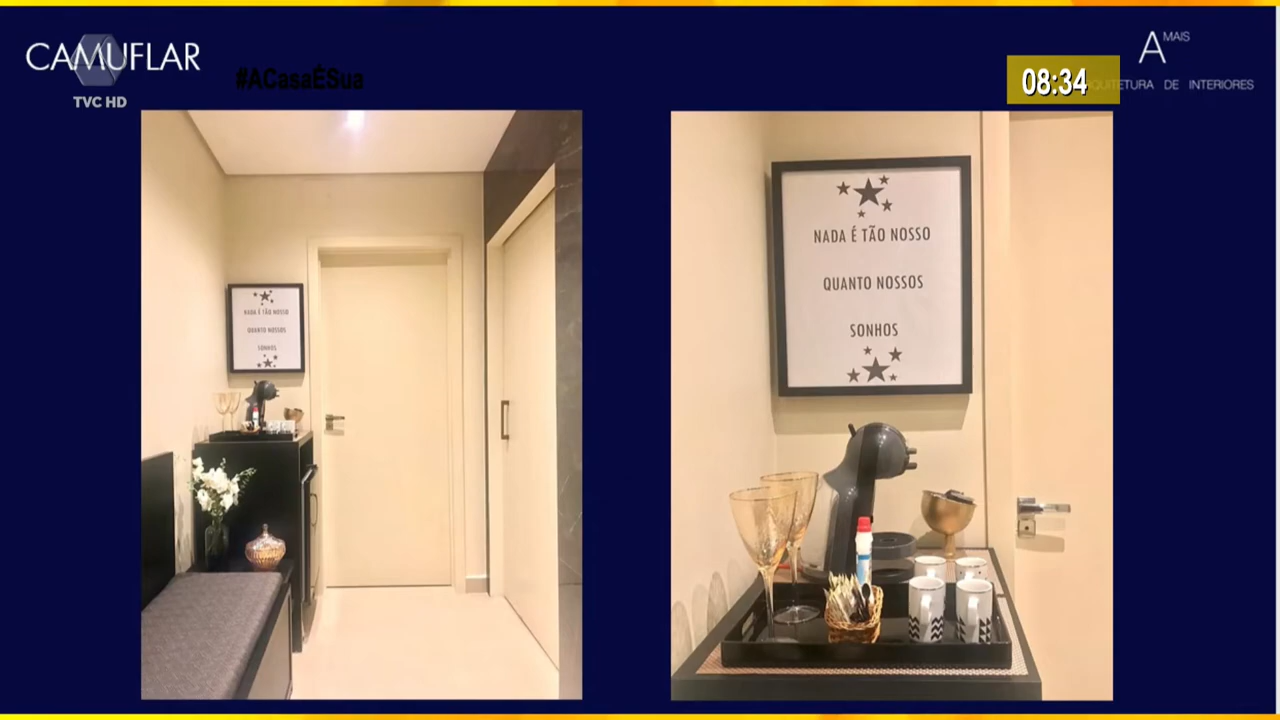 CAMUFLAR
TVC HD
#ACasaÉSua
08:34
A MAIS
DE INTERIORES
NADA É TÃO NOSSO
QUANTO NOSSOS
SONHOS
NADA É TÃO NOSSO
QUANTO NOSSOS
SONHOS